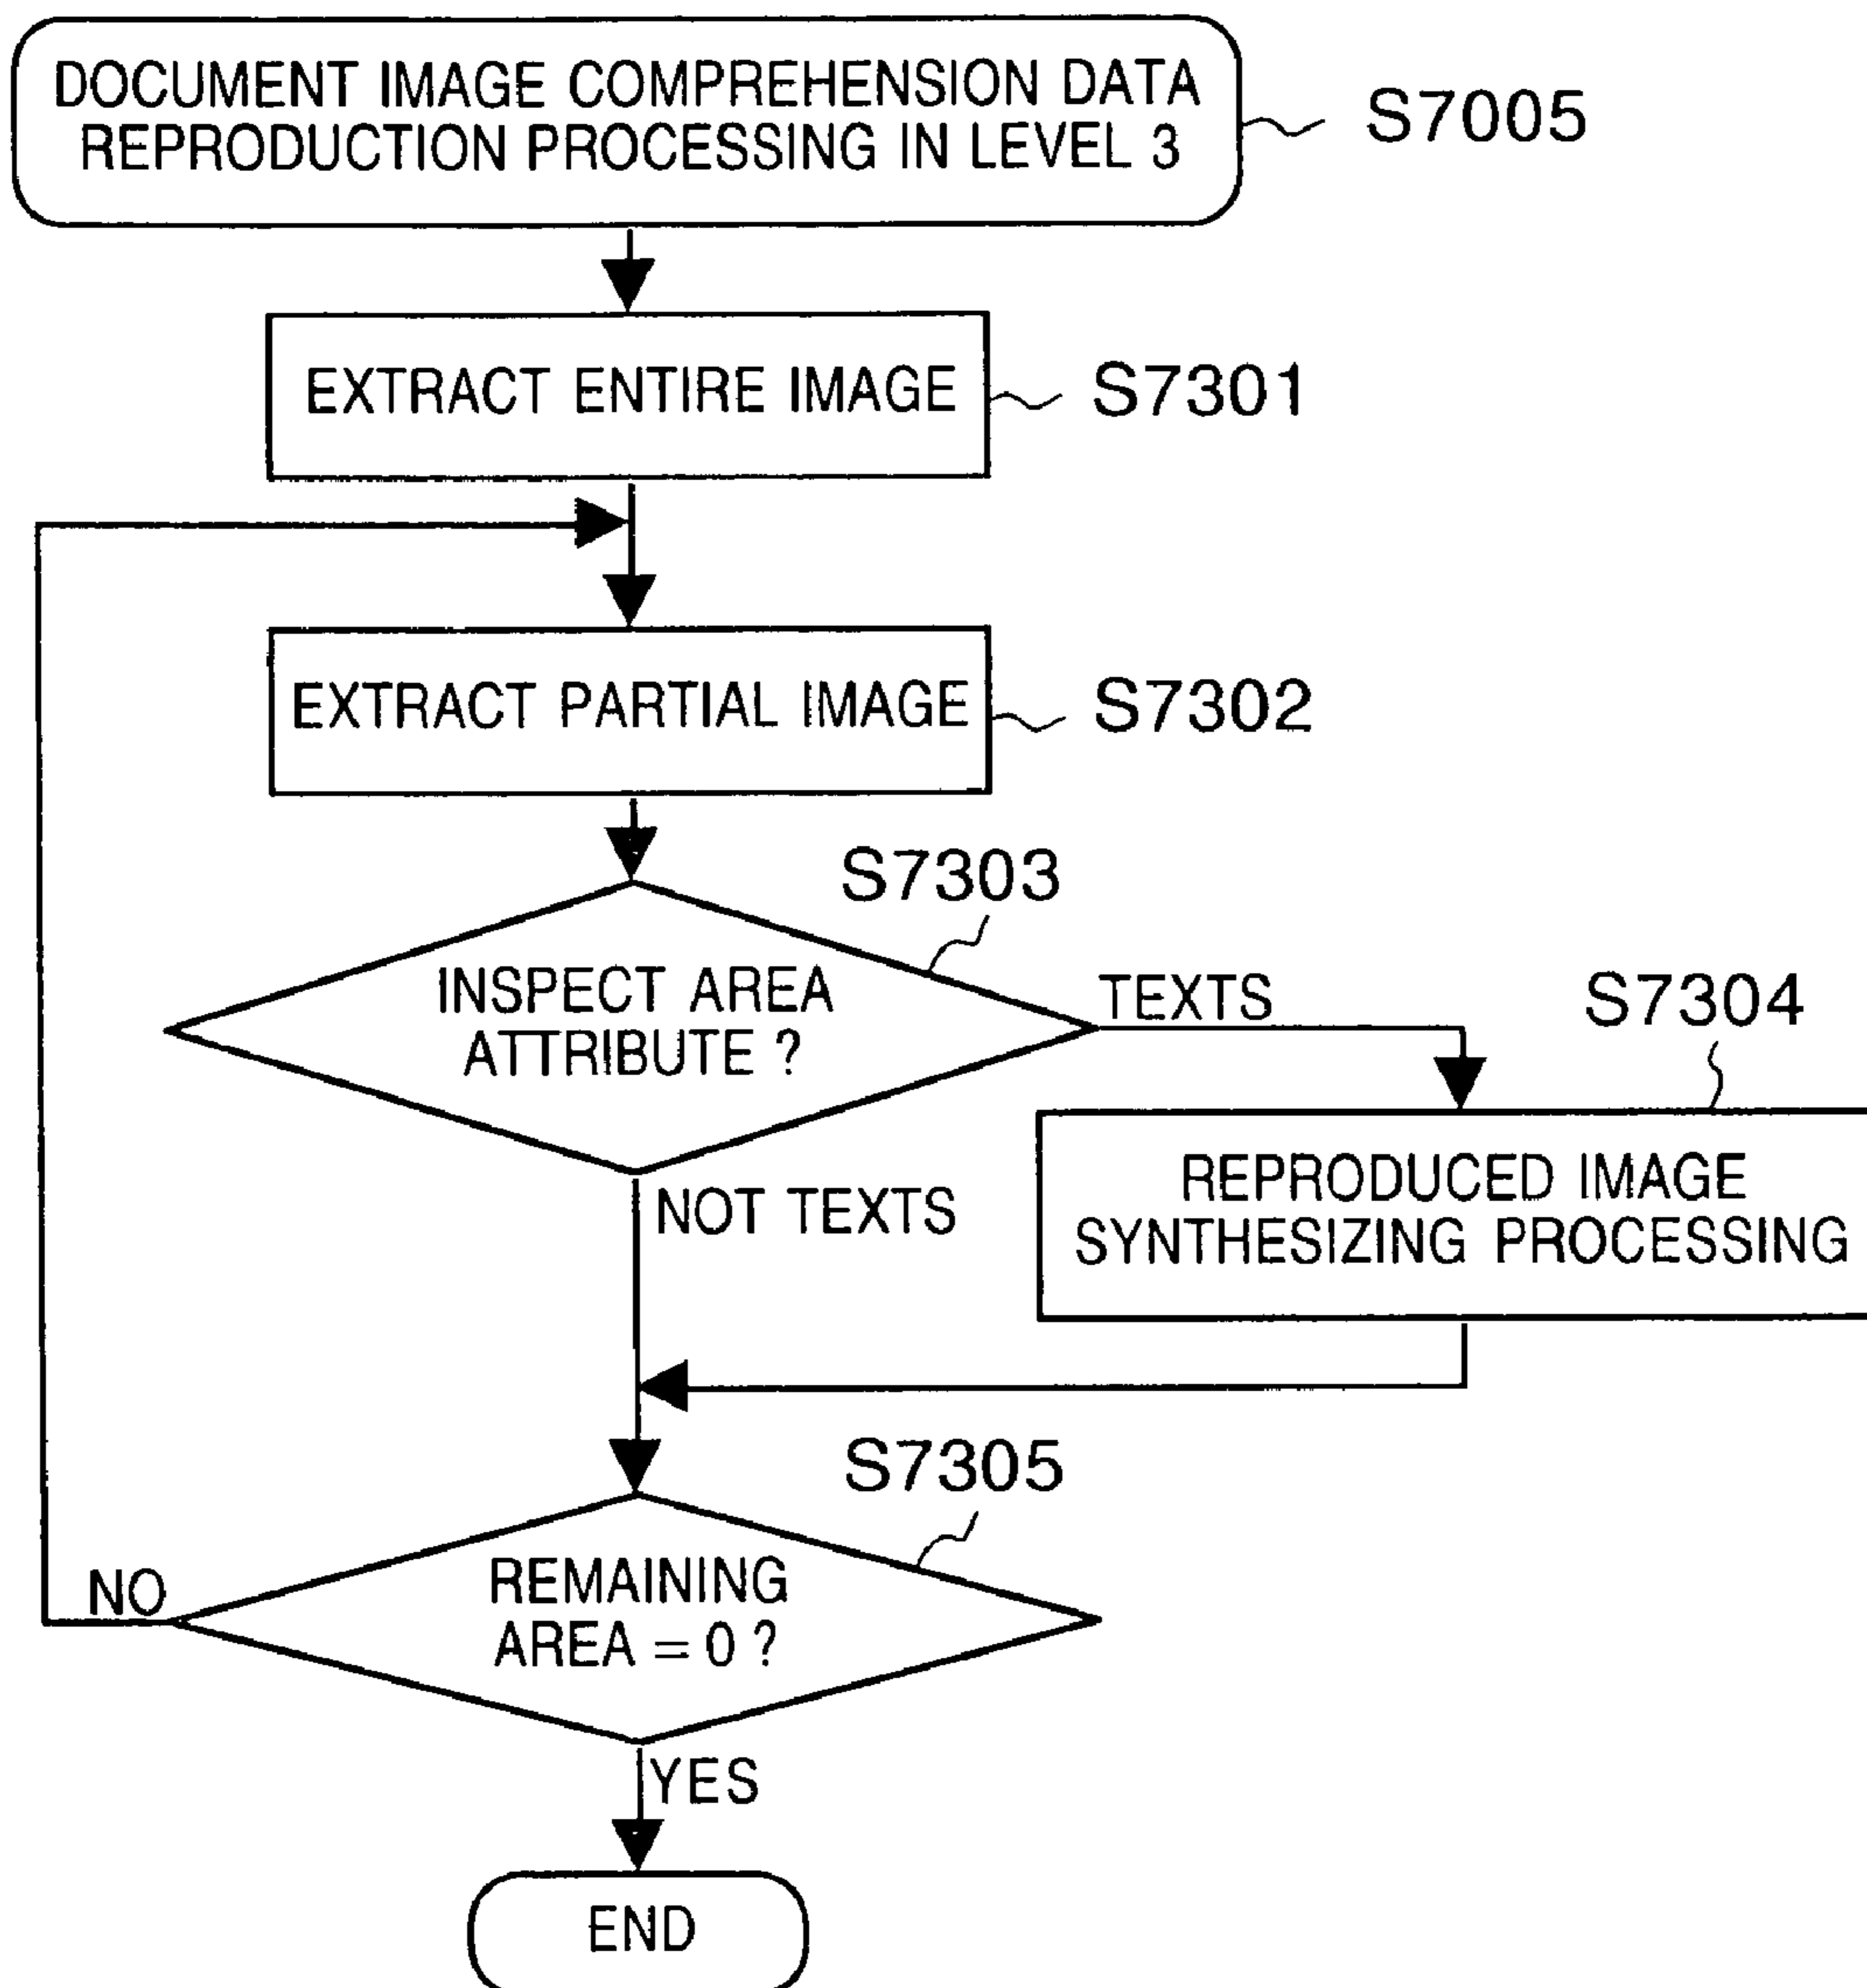 DOCUMENT IMAGE COMPREHENSION DATA
REPRODUCTION PROCESSING IN LEVEL 3
S7005
EXTRACT ENTIRE IMAGE
S7301
EXTRACT PARTIAL IMAGE
S7302
S7303
INSPECT AREA
ATTRIBUTE ?
TEXTS
S7304
REPRODUCED IMAGE
SYNTHESIZING PROCESSING
NOT TEXTS
S7305
REMAINING
AREA = 0 ?
NO
YES
END